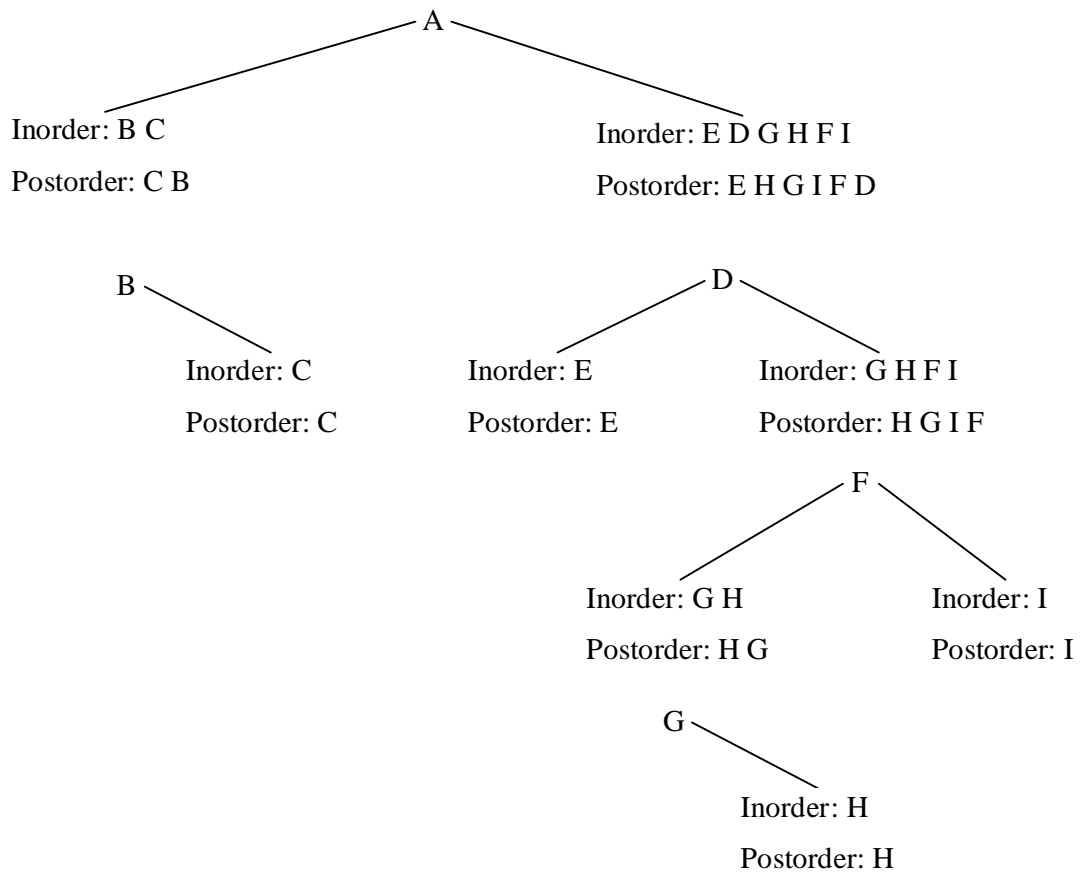 A
Inorder: B C
Postorder: C B
Inorder: E D G H F I
Postorder: E H G I F D
B
D
Inorder: C
Postorder: C
Inorder: E
Postorder: E
Inorder: G H F I
Postorder: H G I F
F
Inorder: G H
Postorder: H G
Inorder: I
Postorder: I
G
Inorder: H
Postorder: H